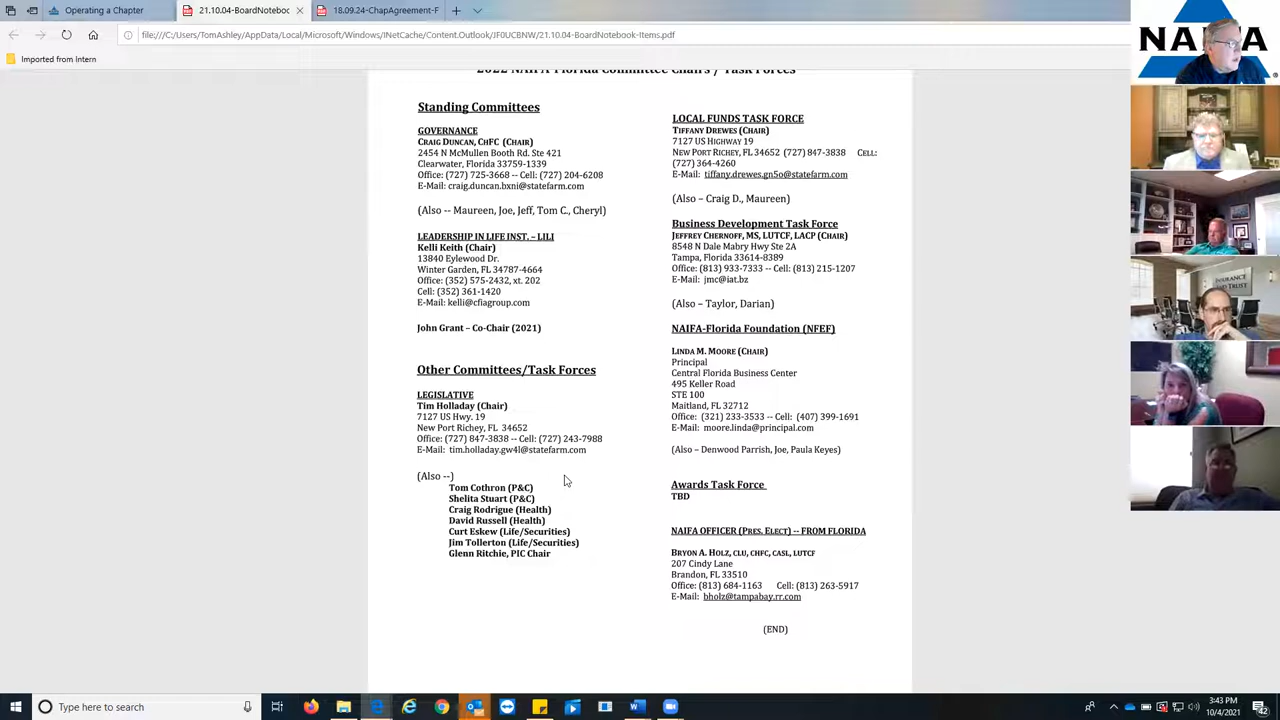 Operating a Chapter
21.10.04-BoardNotebook
18.09.24-Agreement-F
file:///C:/Users/TomAshley/AppData/Local/Microsoft/Windows/INetCache/Content.Outlook/JF0UCBNW/21.10.04-BoardNotebook-Items.pdf
Imported from Intern
2022 NAIFA-Florida Committee Chairs / Task Forces
Standing Committees
GOVERNANCE
CRAIG DUNCAN, CHFC (CHAIR)
2454 N McMullen Booth Rd. Ste 421
Clearwater, Florida 33759-1339
Office: (727) 725-3668 -- Cell: (727) 204-6208
E-Mail: craig.duncan.bxni@statefarm.com
(Also -- Maureen, Joe, Jeff, Tom C., Cheryl)
LEADERSHIP IN LIFE INST. – LILI
Kelli Keith (Chair)
13840 Eylewood Dr.
Winter Garden, FL 34787-4664
Office: (352) 575-2432, xt. 202
Cell: (352) 361-1420
E-Mail: kelli@cfiagroup.com
John Grant – Co-Chair (2021)
Other Committees/Task Forces
LEGISLATIVE
Tim Holladay (Chair)
7127 US Hwy. 19
New Port Richey, FL  34652
Office: (727) 847-3838 -- Cell: (727) 243-7988
E-Mail:  tim.holladay.gw4l@statefarm.com
(Also --)
Tom Cothron (P&C)
Shelita Stuart (P&C)
Craig Rodrigue (Health)
David Russell (Health)
Curt Eskew (Life/Securities)
Jim Tollerton (Life/Securities)
Glenn Ritchie, PIC Chair
LOCAL FUNDS TASK FORCE
TIFFANY DREWES (CHAIR)
7127 US HIGHWAY 19
NEW PORT RICHEY, FL 34652  (727) 847-3838    CELL:
(727) 364-4260
E-Mail:  tiffany.drewes.gn5o@statefarm.com
(Also – Craig D., Maureen)
Business Development Task Force
JEFFREY CHERNOFF, MS, LUTCF, LACP (CHAIR)
8548 N Dale Mabry Hwy Ste 2A
Tampa, Florida 33614-8389
Office: (813) 933-7333 -- Cell: (813) 215-1207
E-Mail:  jmc@iat.bz
(Also – Taylor, Darian)
NAIFA-Florida Foundation (NFEF)
LINDA M. MOORE (CHAIR)
Principal
Central Florida Business Center
495 Keller Road
STE 100
Maitland, FL 32712
Office:  (321) 233-3533 -- Cell:  (407) 399-1691
E-Mail:  moore.linda@principal.com
(Also – Denwood Parrish, Joe, Paula Keyes)
Awards Task Force
TBD
NAIFA OFFICER (PRES. ELECT) -- FROM FLORIDA
BRYON A. HOLZ, CLU, CHFC, CASL, LUTCF
207 Cindy Lane
Brandon, FL 33510
Office: (813) 684-1163      Cell: (813) 263-5917
E-Mail:  bholz@tampabay.rr.com
(END)
NAIFA
INSURANCE
AND TRUST
Type here to search
3:43 PM
10/4/2021
42